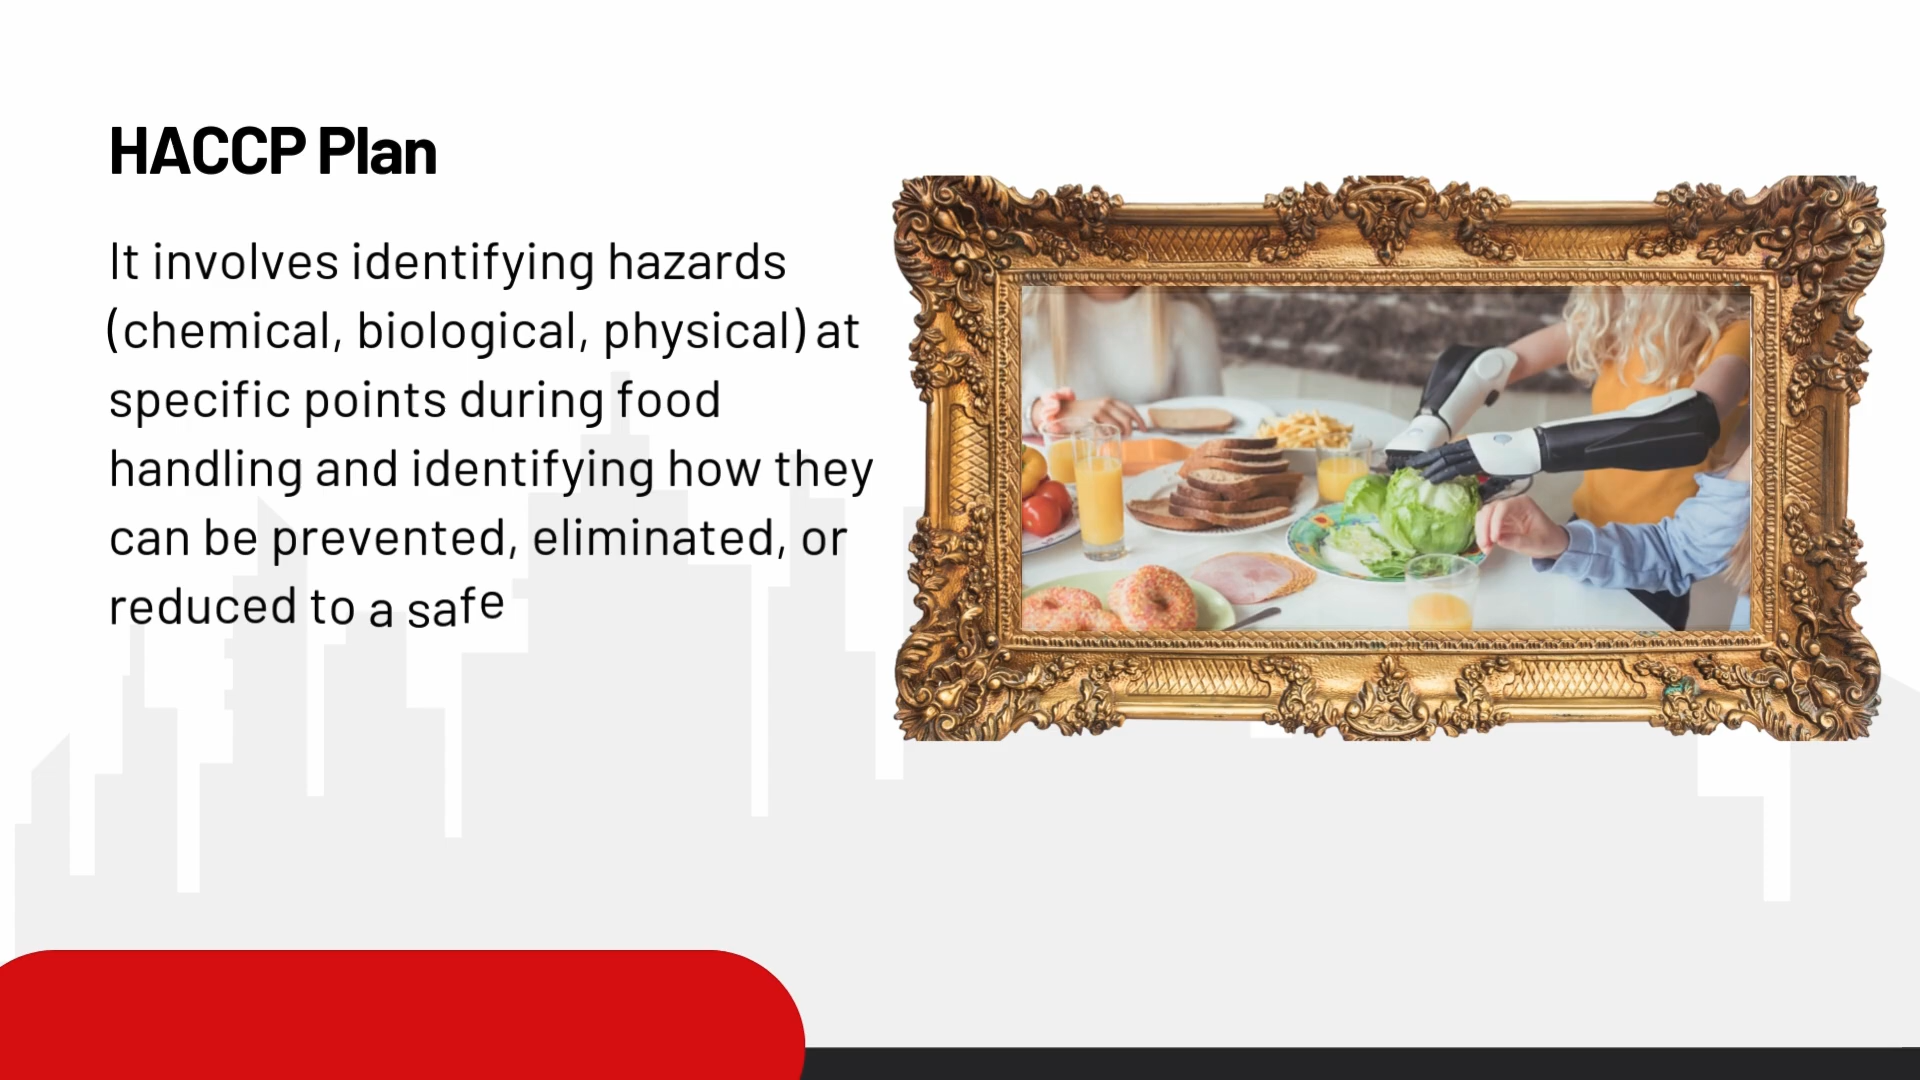 HACCP Plan
It involves identifying hazards
(chemical, biological, physical) at
specific points during food
handling and identifying how they
can be prevented, eliminated, or
reduced to a safe